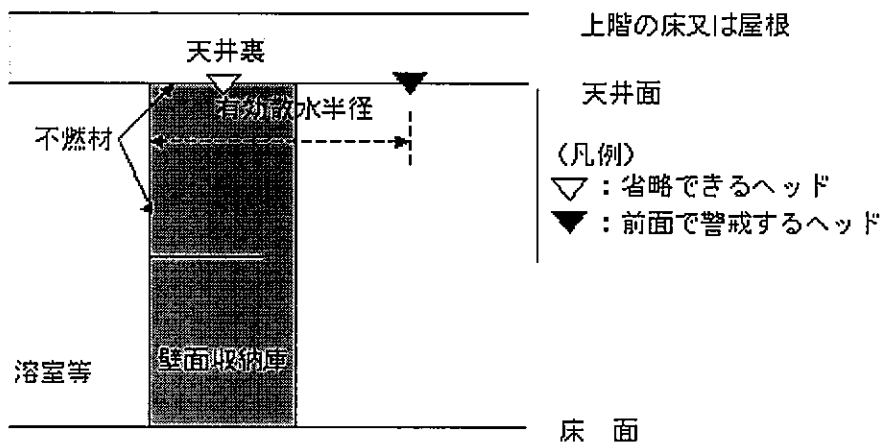 上階の床又は屋根
天井裏
天井面
有効散水半径
不燃材
（凡例）
▽：省略できるヘッド
▼：前面で警戒するヘッド
壁面収納庫
溶室等
床 面